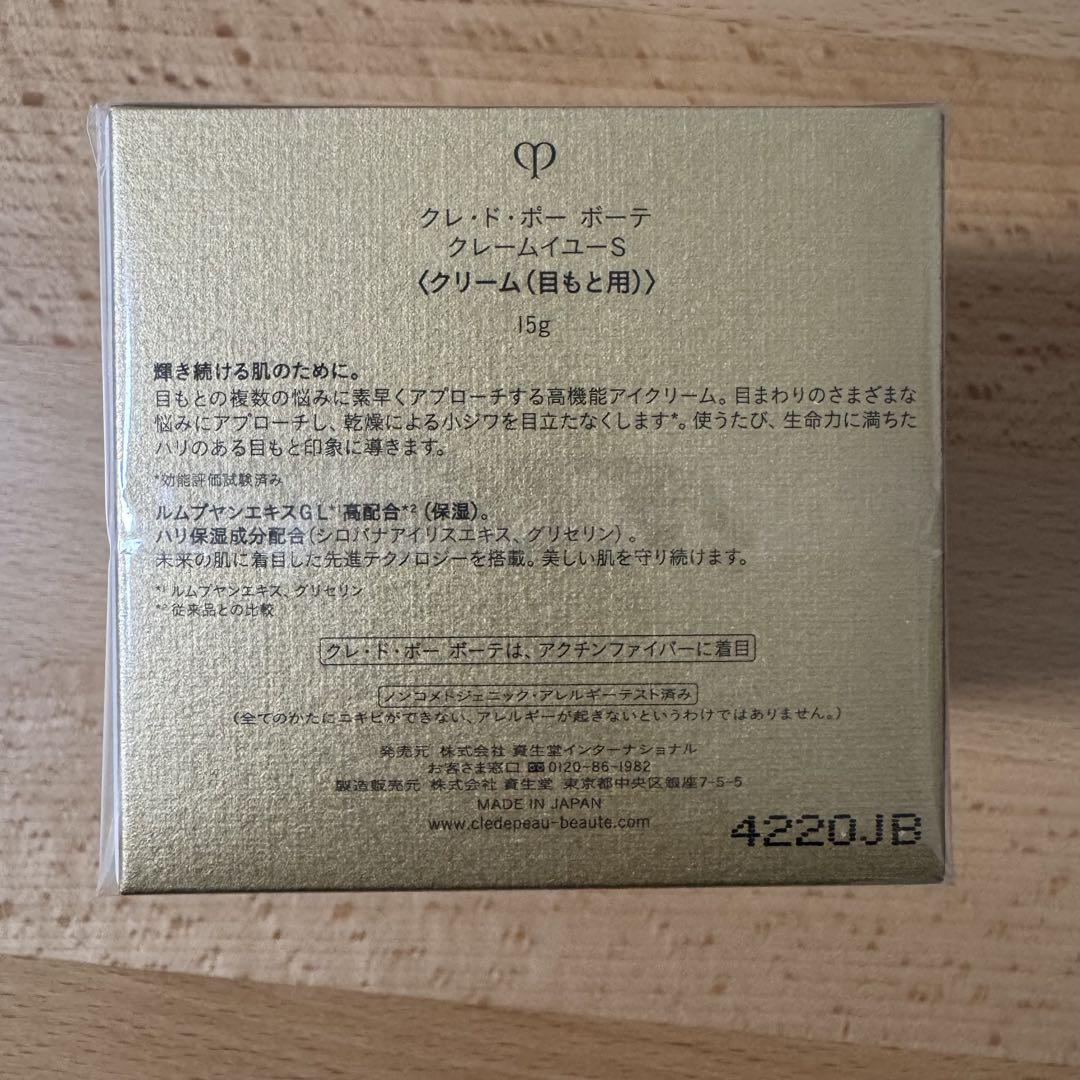 クレ・ド・ポー ボーテ
クレームイユーS
〈クリーム(目もと用)〉
15g
輝き続ける肌のために。
目もとの複数の悩みに素早くアプローチする高機能アイクリーム。目まわりのさまざまな
悩みにアプローチし、乾燥による小ジワを目立たなくします*。使うたび、生命力に満ちた
ハリのある目もと印象に導きます。
*効能評価試験済み
ルムプヤンエキスGL*¹高配合*²(保湿)。
ハリ保湿成分配合(シロバナアイリスエキス、グリセリン)。
未来の肌に着目した先進テクノロジーを搭載。美しい肌を守り続けます。
*¹ ルムプヤンエキス、グリセリン
*² 従来品との比較
クレ・ド・ポー ボーテは、アクチンファイバーに着目
ノンコメドジェニック・アレルギーテスト済み
(全てのかたにニキビができない、アレルギーが起きないというわけではありません。)
発売元 株式会社 資生堂インターナショナル
お客さま窓口 0120-86-1982
製造販売元 株式会社 資生堂 東京都中央区銀座7-5-5
MADE IN JAPAN
www.cledepeau-beaute.com
4220JB